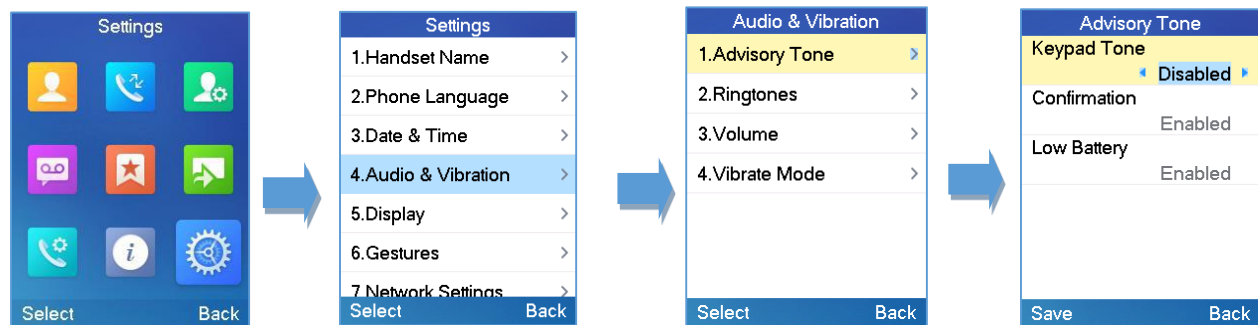 Settings
Select Back
Settings
1.Handset Name
2.Phone Language
3.Date & Time
4.Audio & Vibration
5.Display
6.Gestures
7.Network Settings
Select Back
Audio & Vibration
1.Advisory Tone
2.Ringtones
3.Volume
4.Vibrate Mode
Select Back
Advisory Tone
Keypad Tone
Disabled
Confirmation
Enabled
Low Battery
Enabled
Save Back